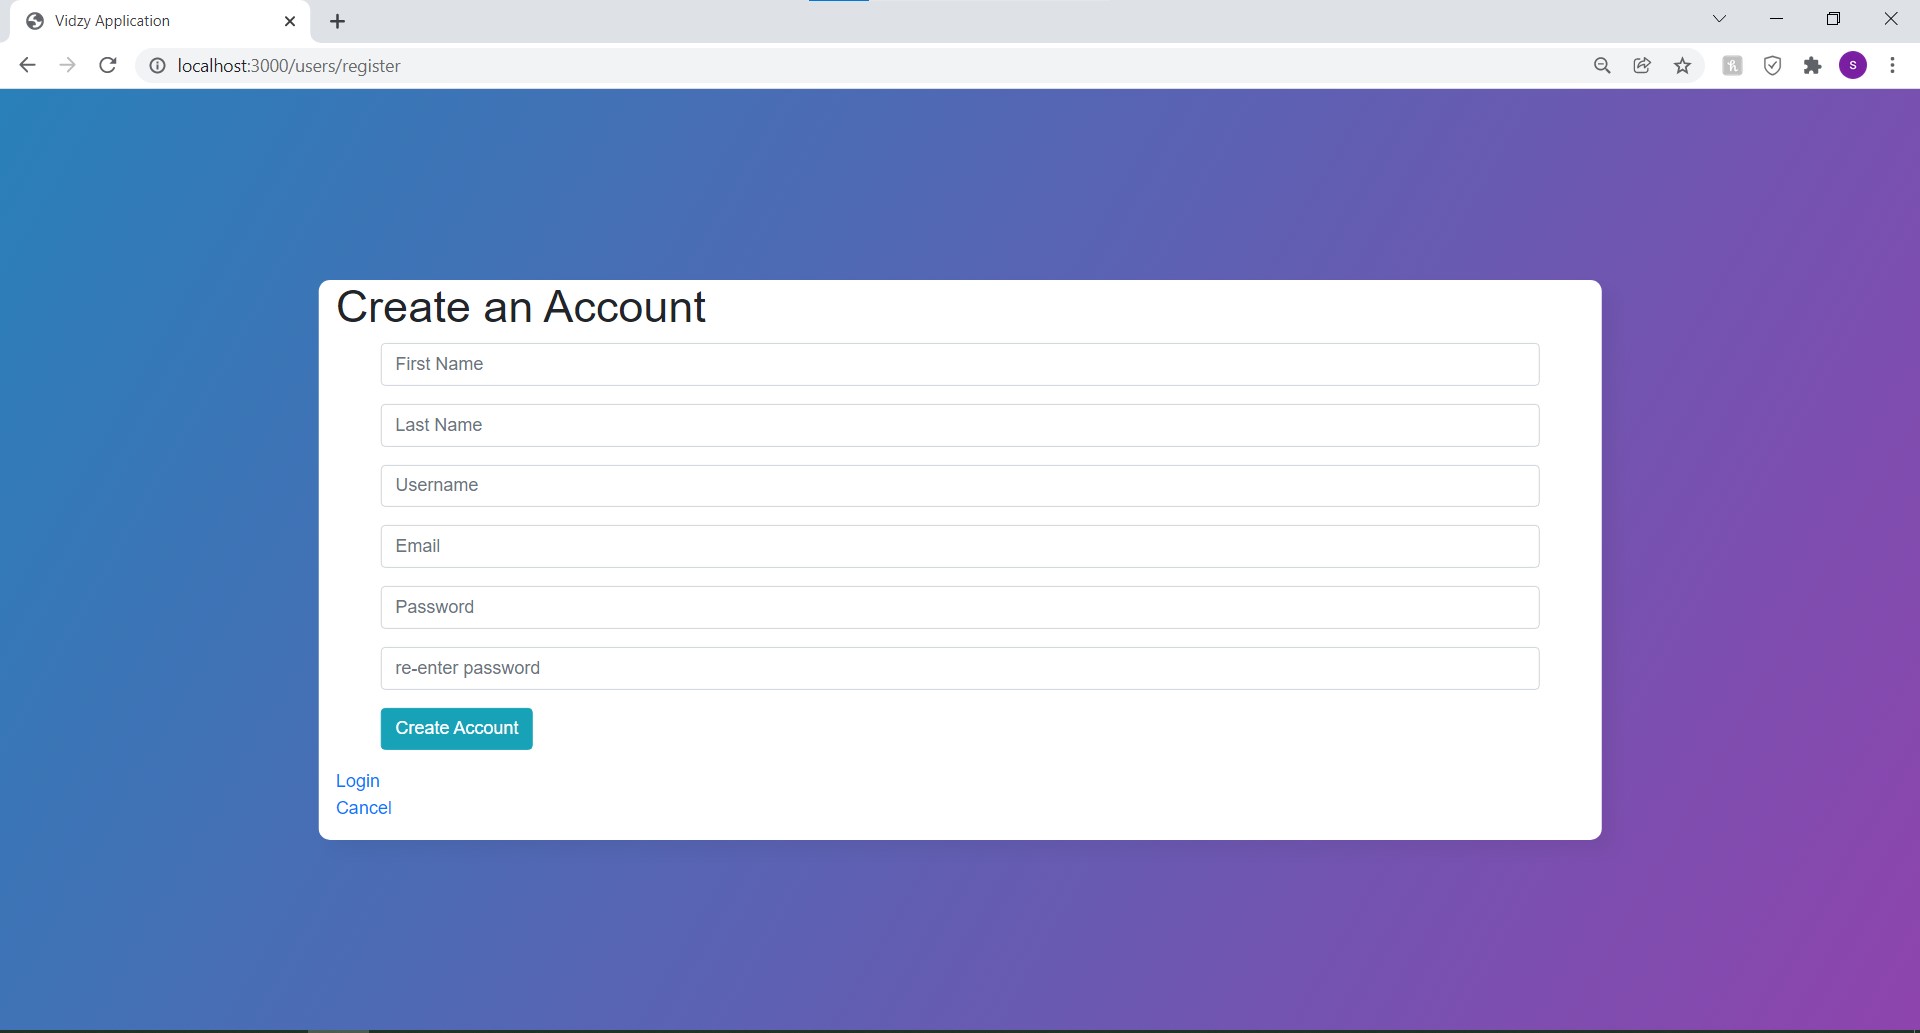 Vidzy Application
localhost:3000/users/register
S
Create an Account
First Name
Last Name
Username
Email
Password
re-enter password
Create Account
Login
Cancel